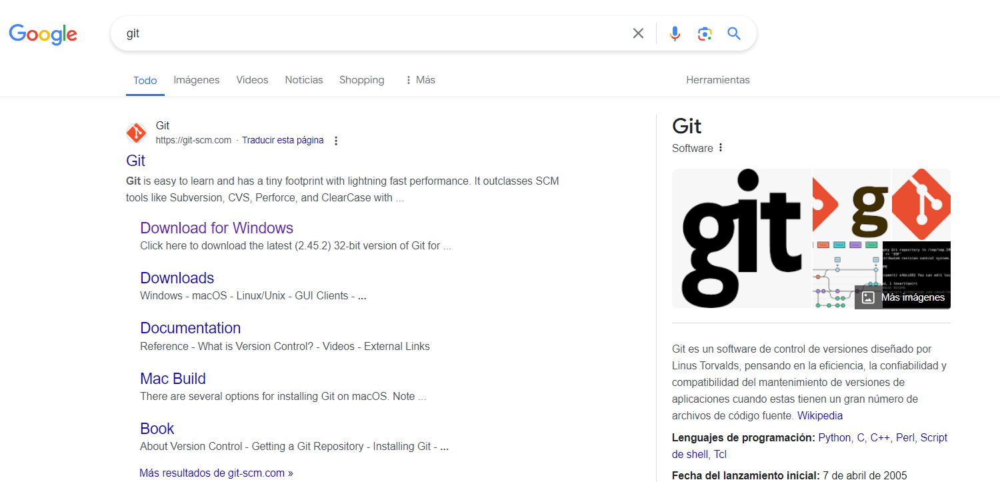 Google
git
Todo
Imágenes
Videos
Noticias
Shopping
Más
Herramientas
Git
https://git-scm.com · Traducir esta página
Git
Git is easy to learn and has a tiny footprint with lightning fast performance. It outclasses SCM
tools like Subversion, CVS, Perforce, and ClearCase with ...
Download for Windows
Click here to download the latest (2.45.2) 32-bit version of Git for ...
Downloads
Windows - macOS - Linux/Unix - GUI Clients - ...
Documentation
Reference - What is Version Control? - Videos - External Links
Mac Build
There are several options for installing Git on macOS. Note ...
Book
About Version Control - Getting a Git Repository - Installing Git - ...
Más resultados de git-scm.com »
Git
Software
git
g
Más imágenes
Git es un software de control de versiones diseñado por
Linus Torvalds, pensando en la eficiencia, la confiabilidad y
compatibilidad del mantenimiento de versiones de
aplicaciones cuando estas tienen un gran número de
archivos de código fuente. Wikipedia
Lenguajes de programación: Python, C, C++, Perl, Script
de shell, Tcl
Fecha del lanzamiento inicial: 7 de abril de 2005